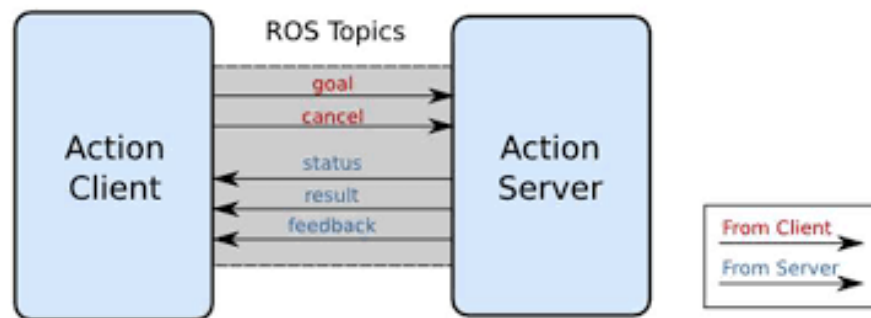 ROS Topics
goal
cancel
status
result
feedback
Action
Client
Action
Server
From Client
From Server